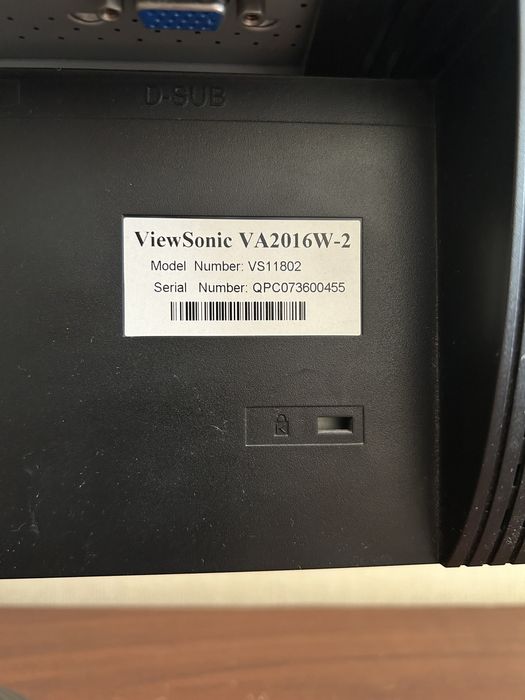 D-SUB
ViewSonic VA2016W-2
Model Number: VS11802
Serial Number: QPC073600455